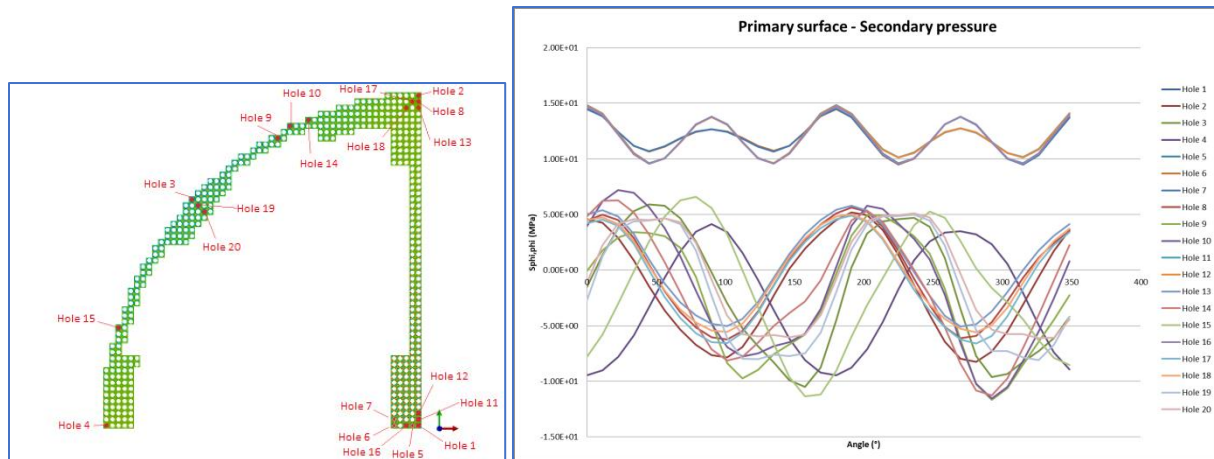 Hole 17
Hole 2
Hole 10
Hole 9
Hole 8
Hole 18
Hole 13
Hole 14
Hole 3
Hole 19
Hole 20
Hole 15
Hole 12
Hole 7
Hole 11
Hole 4
Hole 6
Hole 1
Hole 16
Hole 5
Primary surface - Secondary pressure
2.00E+01
1.50E+01
1.00E+01
5.00E+00
0.00E+00
-5.00E+00
-1.00E+01
-1.50E+01
Sphi,phi (MPa)
0
50
100
150
200
250
300
350
400
Angle (°)
Hole 1
Hole 2
Hole 3
Hole 4
Hole 5
Hole 6
Hole 7
Hole 8
Hole 9
Hole 10
Hole 11
Hole 12
Hole 13
Hole 14
Hole 15
Hole 16
Hole 17
Hole 18
Hole 19
Hole 20